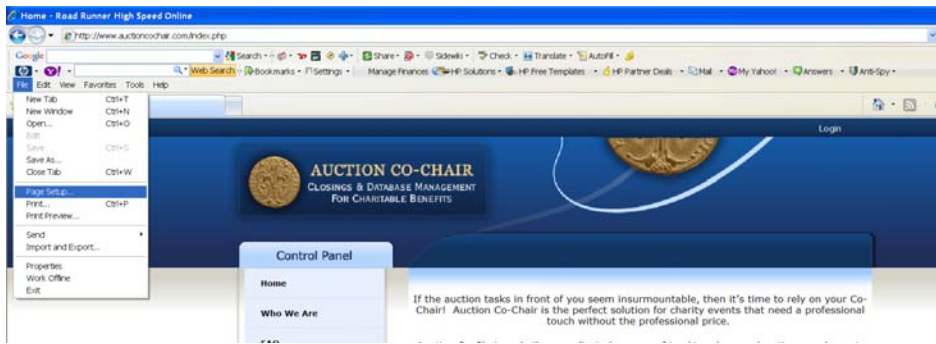 Home - Road Runner High Speed Online
http://www.auctioncochair.com/index.php
Google Search Share Sidewiki Check Translate AutoFill
Web Search Bookmarks Settings Manage Finances HP Solutions HP Free Templates HP Partner Deals Mail My Yahoo! Answers Anti-Spy
File Edit View Favorites Tools Help
New Tab Ctrl+T
New Window Ctrl+N
Open... Ctrl+O
Edit
Save Ctrl+S
Save As...
Close Tab Ctrl+W
Page Setup...
Print... Ctrl+P
Print Preview...
Send
Import and Export...
Properties
Work Offline
Exit
Login
AUCTION CO-CHAIR
CLOSINGS & DATABASE MANAGEMENT
FOR CHARITABLE BENEFITS
Control Panel
Home
Who We Are
FAQ
If the auction tasks in front of you seem insurmountable, then it's time to rely on your Co-
Chair! Auction Co-Chair is the perfect solution for charity events that need a professional
touch without the professional price.